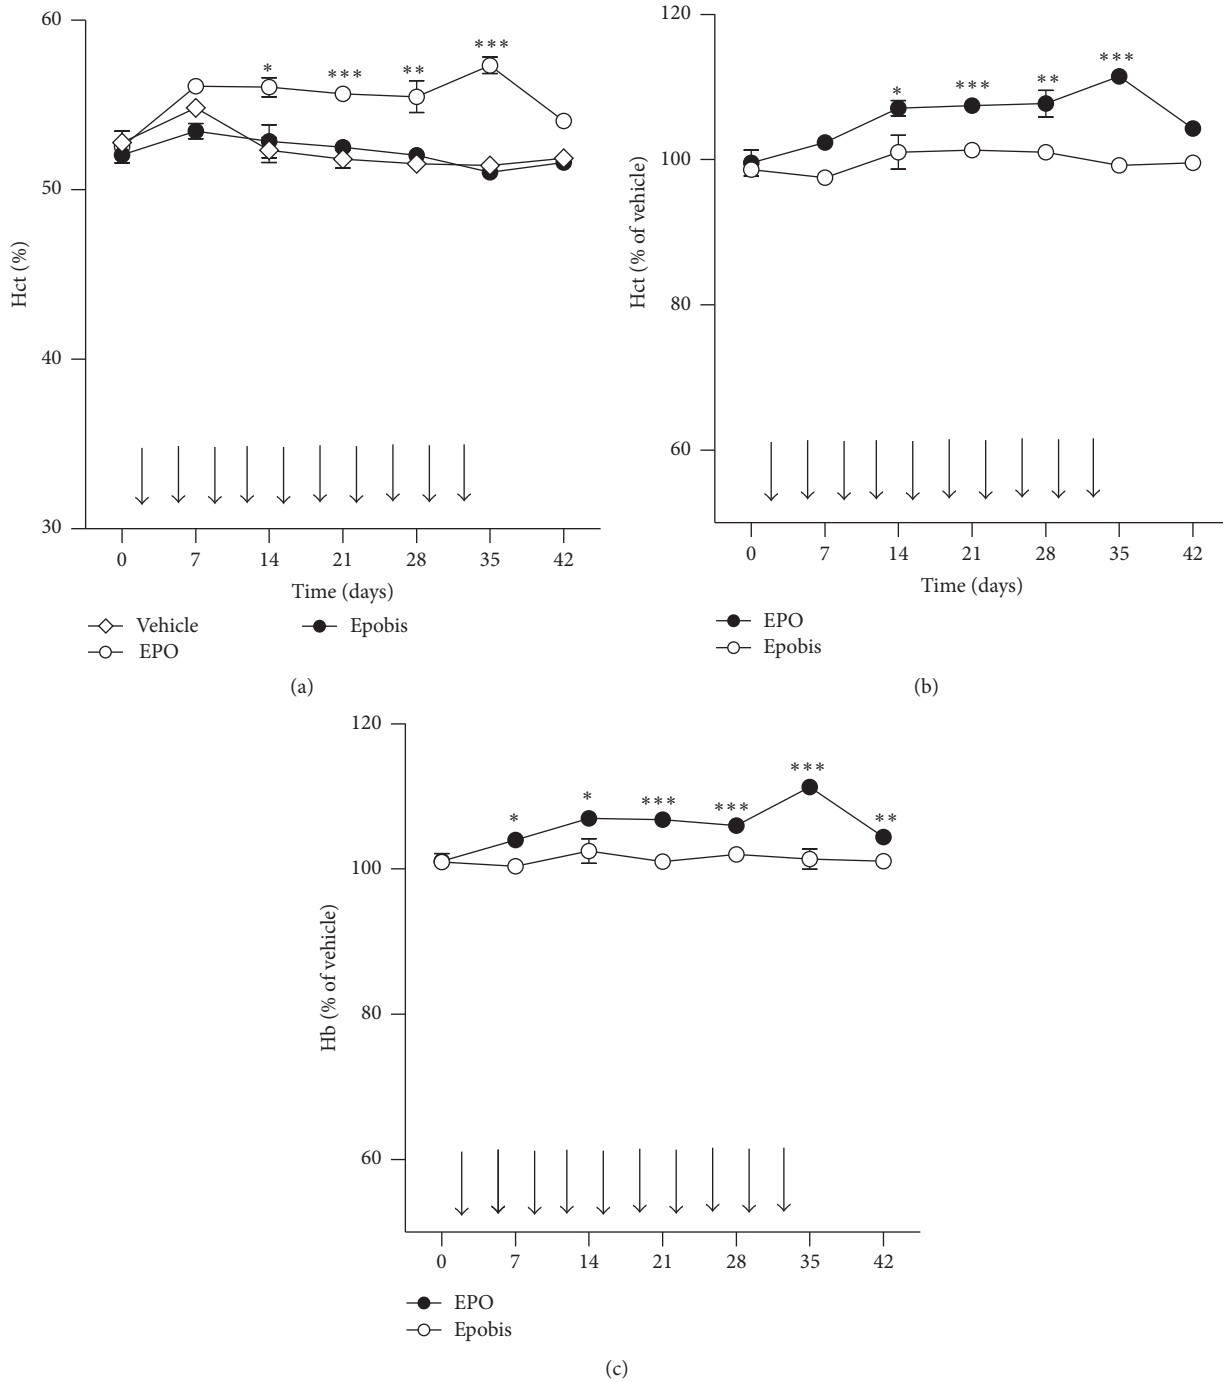 60
50
40
30
Hct (%)
*
***
**
***
0 7 14 21 28 35 42
Time (days)
Vehicle
EPO
Epobis
(a)
120
100
80
60
Hct (% of vehicle)
*
***
**
***
0 7 14 21 28 35 42
Time (days)
EPO
Epobis
(b)
120
100
80
60
Hb (% of vehicle)
*
*
***
***
***
**
0 7 14 21 28 35 42
EPO
Epobis
(c)